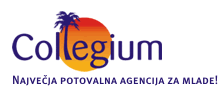 Collegium
NAJVEČJA POTOVALNA AGENCIJA ZA MLADE!